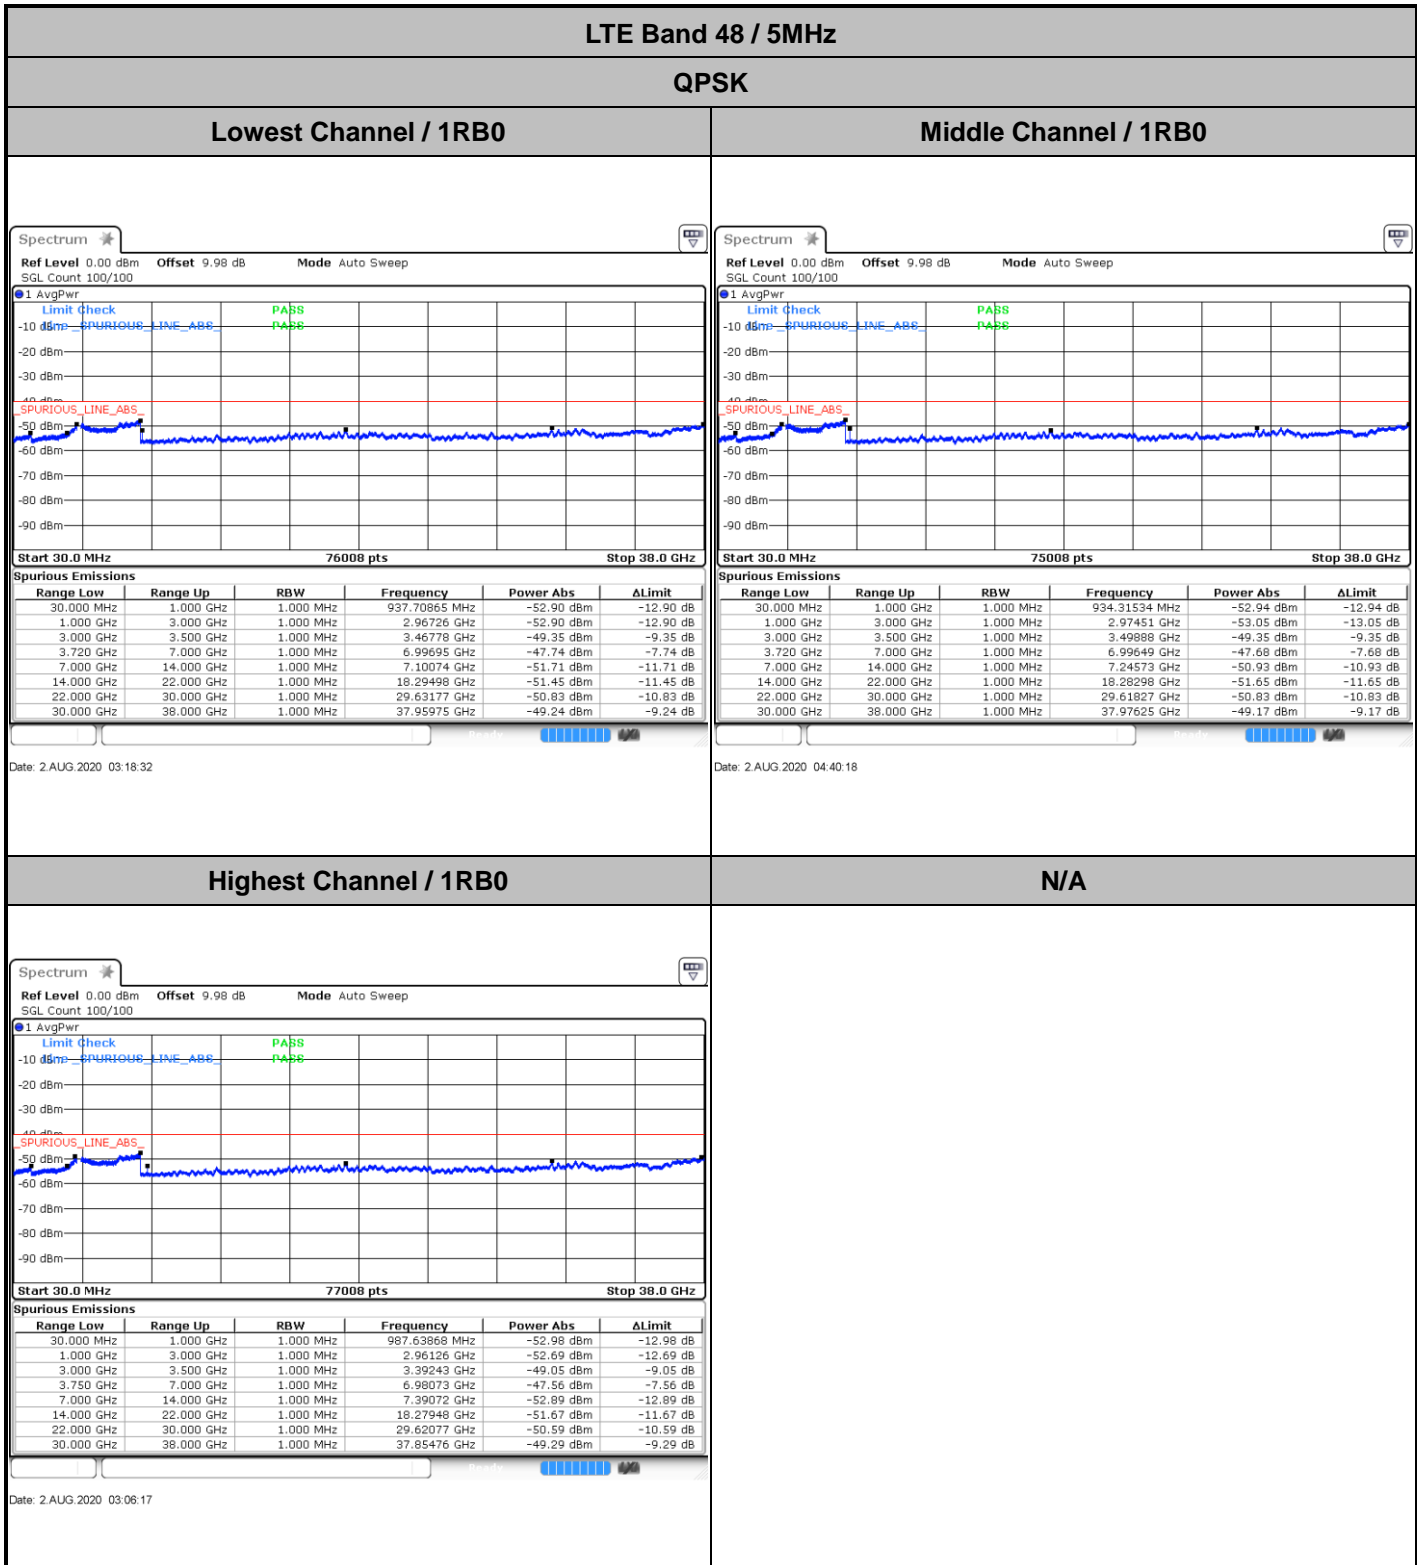 LTE Band 48 / 5MHz
QPSK
Lowest Channel / 1RB0
Middle Channel / 1RB0
Spectrum
Ref Level 0.00 dBm Offset 9.98 dB Mode Auto Sweep
SGL Count 100/100
1 AvgPwr
Limit Check PASS
-10 dBm Line _SPURIOUS_LINE_ABS_ PASS
-20 dBm
-30 dBm
-40 dBm
_SPURIOUS_LINE_ABS_
-50 dBm
-60 dBm
-70 dBm
-80 dBm
-90 dBm
Start 30.0 MHz 76008 pts Stop 38.0 GHz
Spurious Emissions
Range Low Range Up RBW Frequency Power Abs ΔLimit
30.000 MHz 1.000 GHz 1.000 MHz 937.70865 MHz -52.90 dBm -12.90 dB
1.000 GHz 3.000 GHz 1.000 MHz 2.96726 GHz -52.90 dBm -12.90 dB
3.000 GHz 3.500 GHz 1.000 MHz 3.46778 GHz -49.35 dBm -9.35 dB
3.720 GHz 7.000 GHz 1.000 MHz 6.99695 GHz -47.74 dBm -7.74 dB
7.000 GHz 14.000 GHz 1.000 MHz 7.10074 GHz -51.71 dBm -11.71 dB
14.000 GHz 22.000 GHz 1.000 MHz 18.29498 GHz -51.45 dBm -11.45 dB
22.000 GHz 30.000 GHz 1.000 MHz 29.63177 GHz -50.83 dBm -10.83 dB
30.000 GHz 38.000 GHz 1.000 MHz 37.95975 GHz -49.24 dBm -9.24 dB
Ready
Date: 2.AUG.2020 03:18:32
Spectrum
Ref Level 0.00 dBm Offset 9.98 dB Mode Auto Sweep
SGL Count 100/100
1 AvgPwr
Limit Check PASS
-10 dBm Line _SPURIOUS_LINE_ABS_ PASS
-20 dBm
-30 dBm
-40 dBm
_SPURIOUS_LINE_ABS_
-50 dBm
-60 dBm
-70 dBm
-80 dBm
-90 dBm
Start 30.0 MHz 75008 pts Stop 38.0 GHz
Spurious Emissions
Range Low Range Up RBW Frequency Power Abs ΔLimit
30.000 MHz 1.000 GHz 1.000 MHz 934.31534 MHz -52.94 dBm -12.94 dB
1.000 GHz 3.000 GHz 1.000 MHz 2.97451 GHz -53.05 dBm -13.05 dB
3.000 GHz 3.500 GHz 1.000 MHz 3.49888 GHz -49.35 dBm -9.35 dB
3.720 GHz 7.000 GHz 1.000 MHz 6.99649 GHz -47.68 dBm -7.68 dB
7.000 GHz 14.000 GHz 1.000 MHz 7.24573 GHz -50.93 dBm -10.93 dB
14.000 GHz 22.000 GHz 1.000 MHz 18.28298 GHz -51.65 dBm -11.65 dB
22.000 GHz 30.000 GHz 1.000 MHz 29.61827 GHz -50.83 dBm -10.83 dB
30.000 GHz 38.000 GHz 1.000 MHz 37.97625 GHz -49.17 dBm -9.17 dB
Ready
Date: 2.AUG.2020 04:40:18
Highest Channel / 1RB0
N/A
Spectrum
Ref Level 0.00 dBm Offset 9.98 dB Mode Auto Sweep
SGL Count 100/100
1 AvgPwr
Limit Check PASS
-10 dBm Line _SPURIOUS_LINE_ABS_ PASS
-20 dBm
-30 dBm
-40 dBm
_SPURIOUS_LINE_ABS_
-50 dBm
-60 dBm
-70 dBm
-80 dBm
-90 dBm
Start 30.0 MHz 77008 pts Stop 38.0 GHz
Spurious Emissions
Range Low Range Up RBW Frequency Power Abs ΔLimit
30.000 MHz 1.000 GHz 1.000 MHz 987.63868 MHz -52.98 dBm -12.98 dB
1.000 GHz 3.000 GHz 1.000 MHz 2.96126 GHz -52.69 dBm -12.69 dB
3.000 GHz 3.500 GHz 1.000 MHz 3.39243 GHz -49.05 dBm -9.05 dB
3.750 GHz 7.000 GHz 1.000 MHz 6.98073 GHz -47.56 dBm -7.56 dB
7.000 GHz 14.000 GHz 1.000 MHz 7.39072 GHz -52.89 dBm -12.89 dB
14.000 GHz 22.000 GHz 1.000 MHz 18.27948 GHz -51.67 dBm -11.67 dB
22.000 GHz 30.000 GHz 1.000 MHz 29.62077 GHz -50.59 dBm -10.59 dB
30.000 GHz 38.000 GHz 1.000 MHz 37.85476 GHz -49.29 dBm -9.29 dB
Ready
Date: 2.AUG.2020 03:06:17